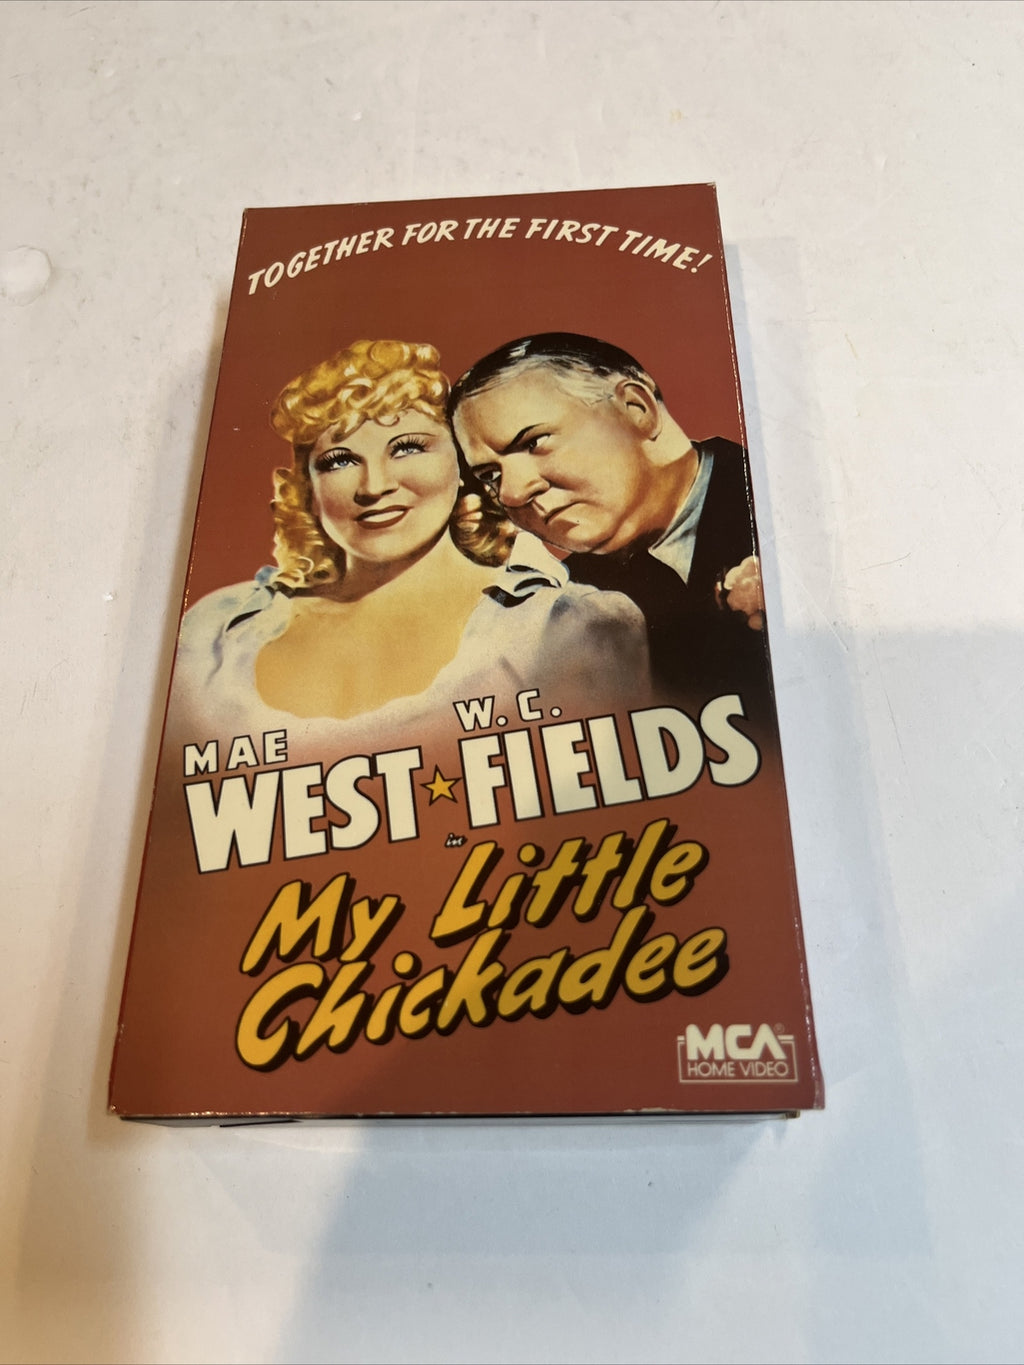 TOGETHER FOR THE FIRST TIME!
MAE W. C.
WEST ★ FIELDS
in
My Little
Chickadee
MCA®
HOME VIDEO